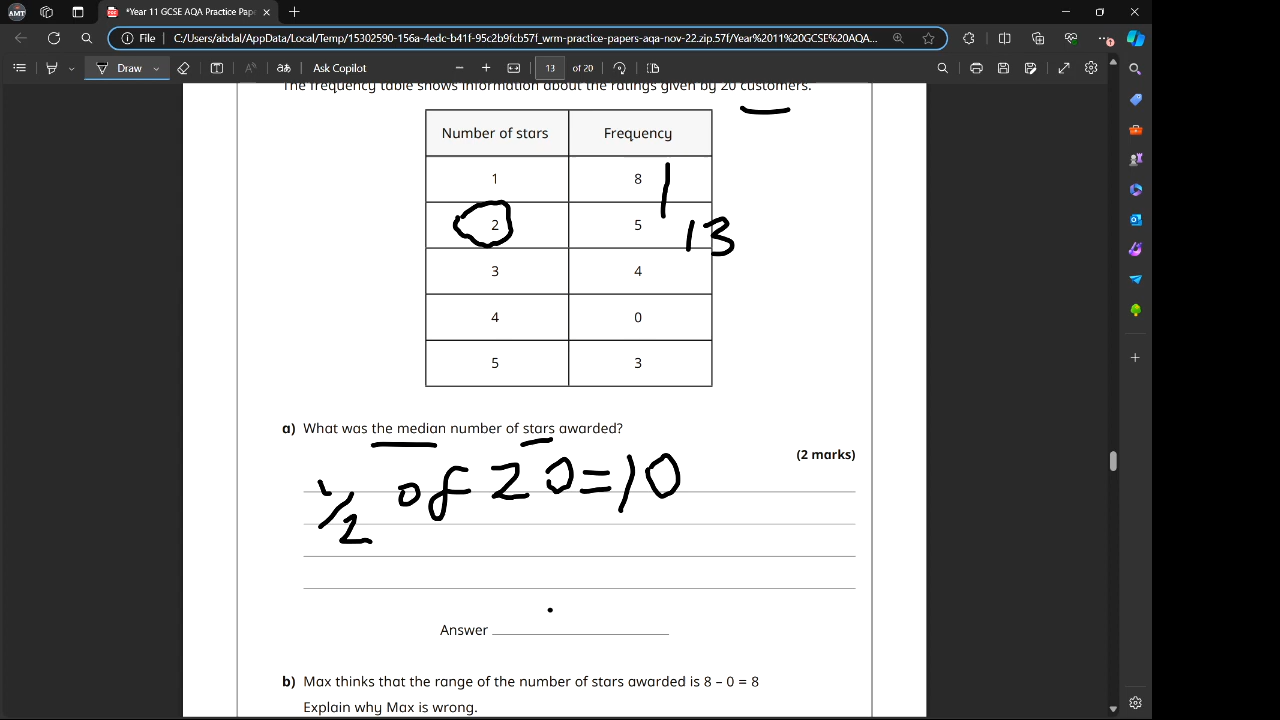 AMT
*Year 11 GCSE AQA Practice Pape
File
C:/Users/abdal/AppData/Local/Temp/15302590-156a-4edc-b41f-95c2b9fcb57f_wrm-practice-papers-aqa-nov-22.zip.57f/Year%2011%20GCSE%20AQA...
Draw
Ask Copilot
13 of 20
The frequency table shows information about the ratings given by 20 customers.
Number of stars Frequency
1 8
2 5 13
3 4
4 0
5 3
a) What was the median number of stars awarded?
(2 marks)
1/2 of 20=10
Answer
b) Max thinks that the range of the number of stars awarded is 8 – 0 = 8
Explain why Max is wrong.